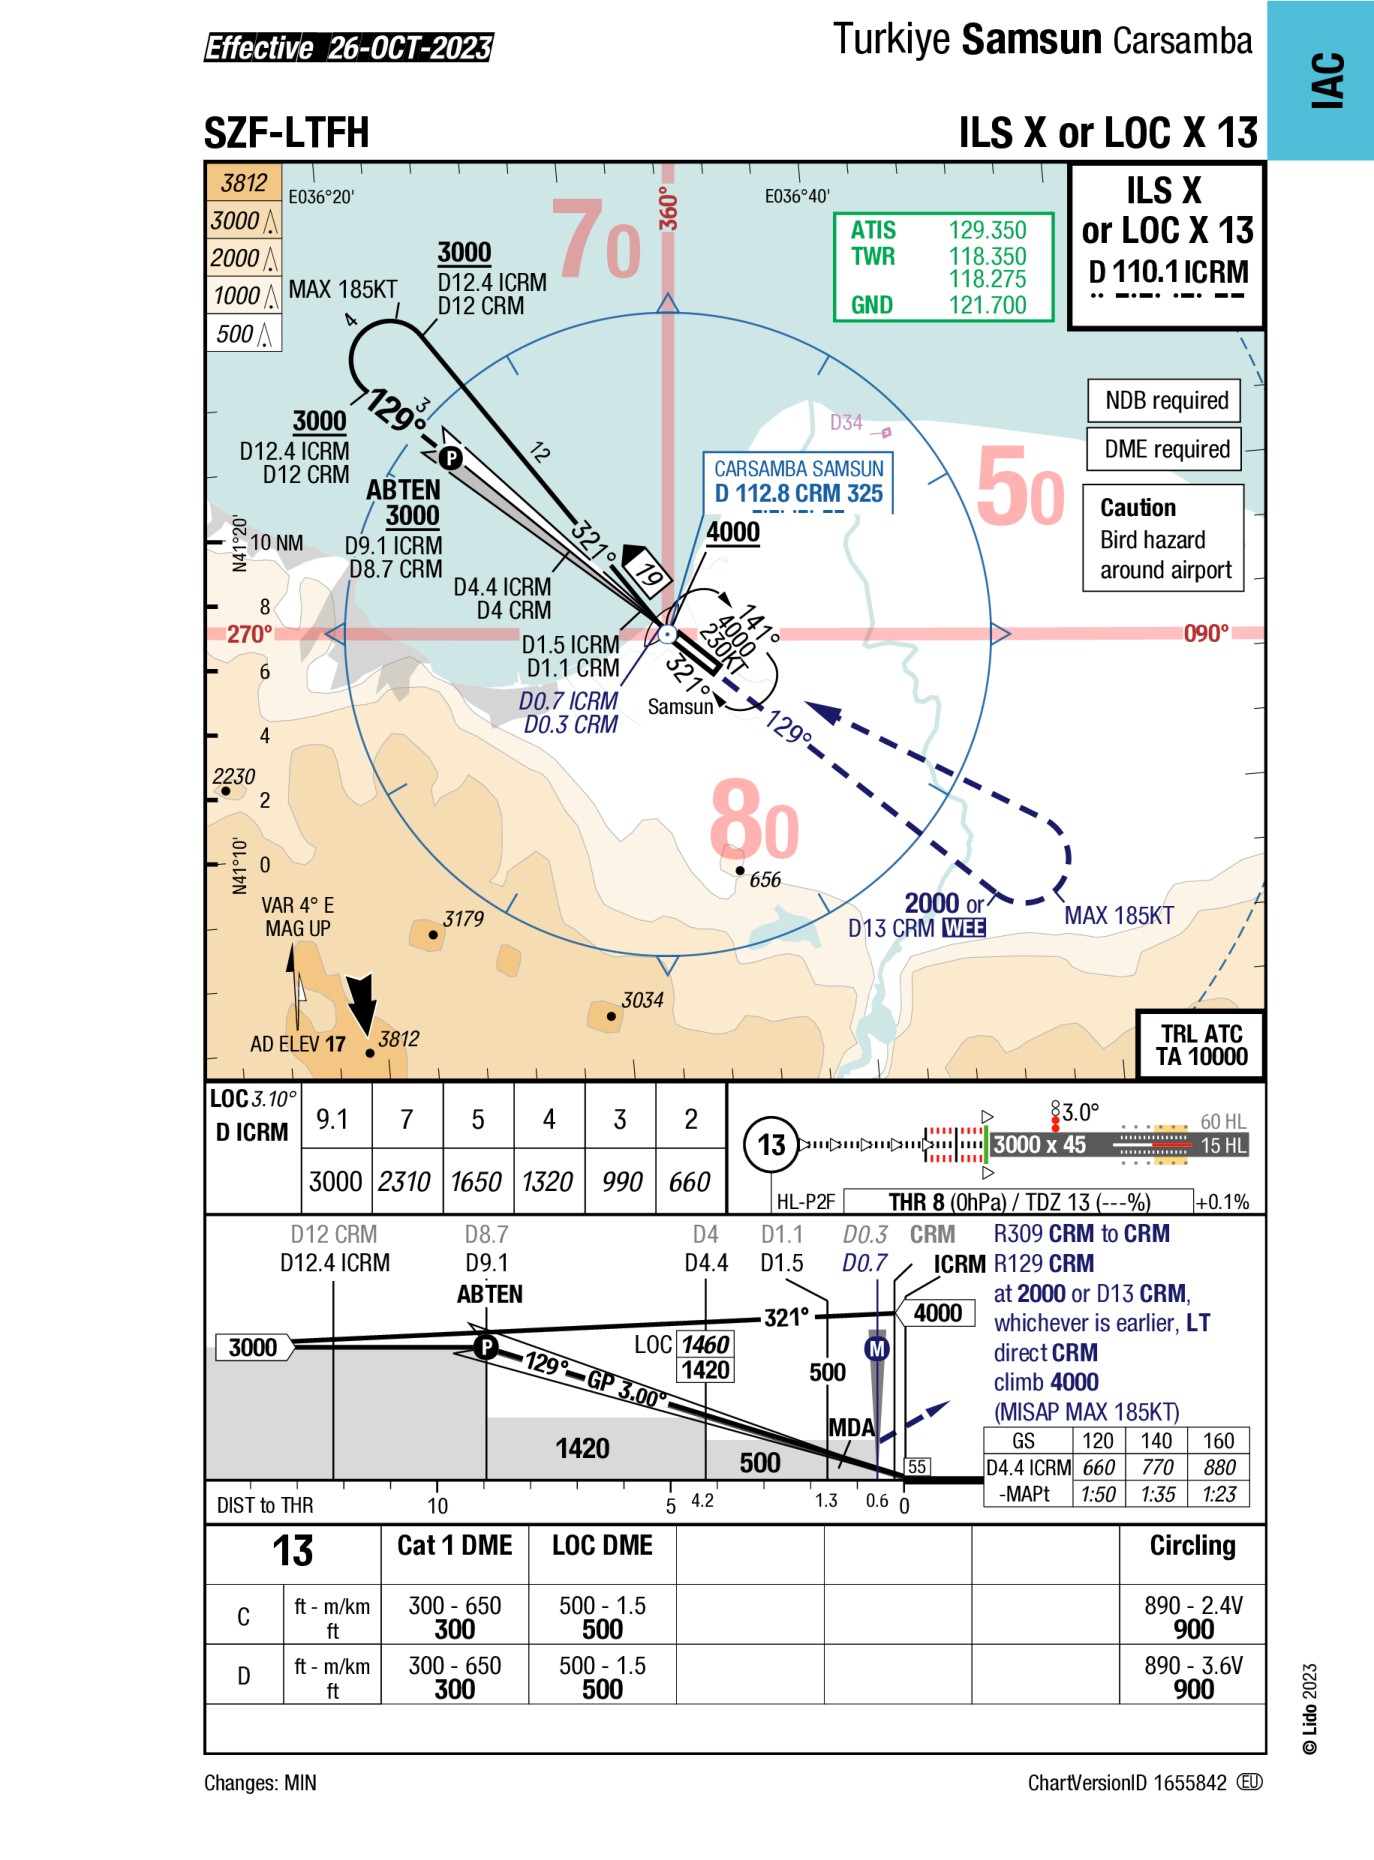 Effective 26-OCT-2023
Turkiye Samsun Carsamba
IAC
SZF-LTFH
ILS X or LOC X 13
3812
3000
2000
1000
500
E036°20'
E036°40'
360°
70
ATIS 129.350
TWR 118.350
118.275
GND 121.700
ILS X
or LOC X 13
D 110.1 ICRM
3000
D12.4 ICRM
D12 CRM
MAX 185KT
4
129°
3
12
3000
D12.4 ICRM
D12 CRM
P
ABTEN
3000
D9.1 ICRM
D8.7 CRM
NDB required
DME required
Caution
Bird hazard
around airport
D34
50
CARSAMBA SAMSUN
D 112.8 CRM 325
4000
N41°20'
10 NM
8
270°
6
4
2
0
N41°10'
321°
19
D4.4 ICRM
D4 CRM
D1.5 ICRM
D1.1 CRM
D0.7 ICRM
D0.3 CRM
141°
4000
230KT
321°
Samsun
090°
129°
2230
80
656
2000 or
D13 CRM WEE
MAX 185KT
VAR 4° E
MAG UP
3179
3034
3812
AD ELEV 17
TRL ATC
TA 10000
LOC 3.10°
D ICRM
9.1 7 5 4 3 2
3000 2310 1650 1320 990 660
13
3.0°
3000 x 45
60 HL
15 HL
HL-P2F
THR 8 (0hPa) / TDZ 13 (---%)
+0.1%
D12 CRM D8.7 D4 D1.1 D0.3 CRM
D12.4 ICRM D9.1 D4.4 D1.5 D0.7 ICRM
ABTEN
R309 CRM to CRM
R129 CRM
at 2000 or D13 CRM,
whichever is earlier, LT
direct CRM
climb 4000
(MISAP MAX 185KT)
321°
4000
3000
P
129°
GP 3.00°
LOC 1460
1420
500
M
MDA
1420
500
55
GS 120 140 160
D4.4 ICRM 660 770 880
-MAPt 1:50 1:35 1:23
DIST to THR 10 5 4.2 1.3 0.6 0
13 Cat 1 DME LOC DME Circling
C ft - m/km 300 - 650 500 - 1.5 890 - 2.4V
ft 300 500 900
D ft - m/km 300 - 650 500 - 1.5 890 - 3.6V
ft 300 500 900
© Lido 2023
Changes: MIN
ChartVersionID 1655842 EU